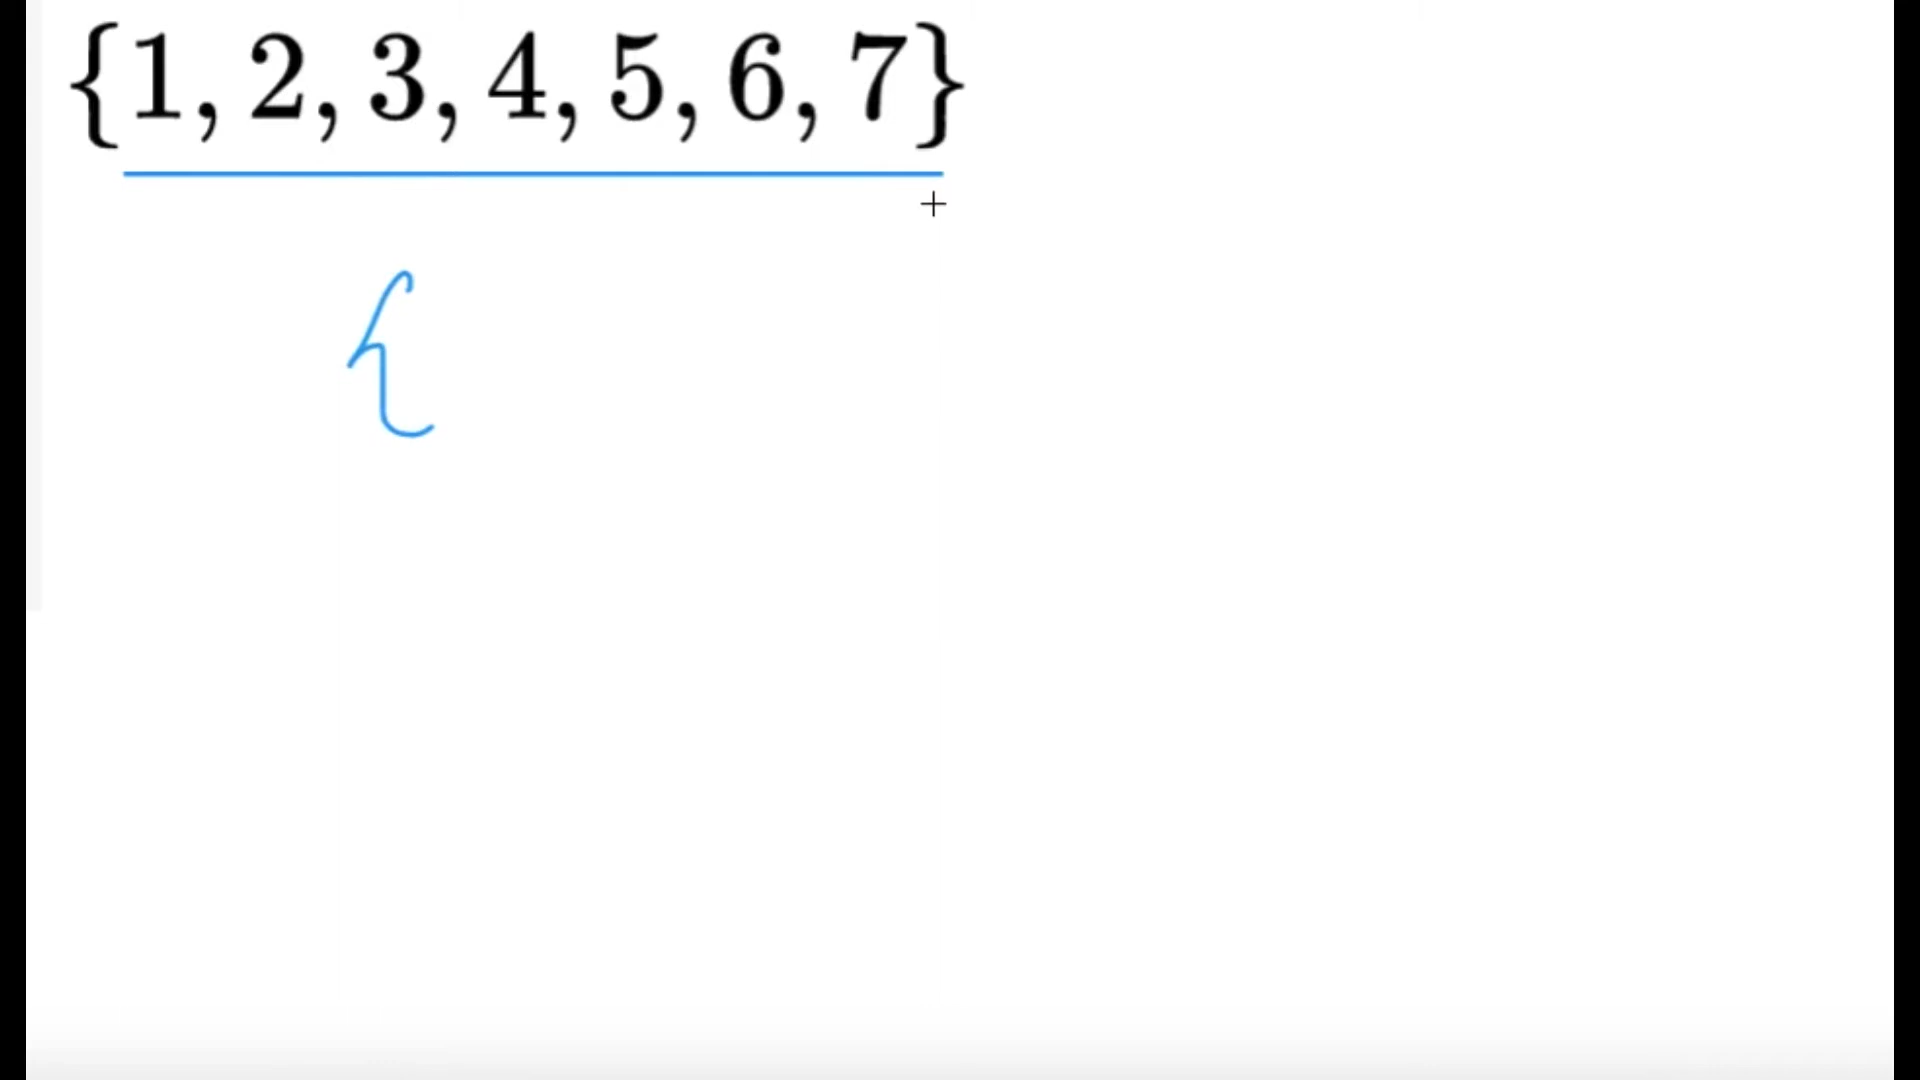 {1, 2, 3, 4, 5, 6, 7}
{